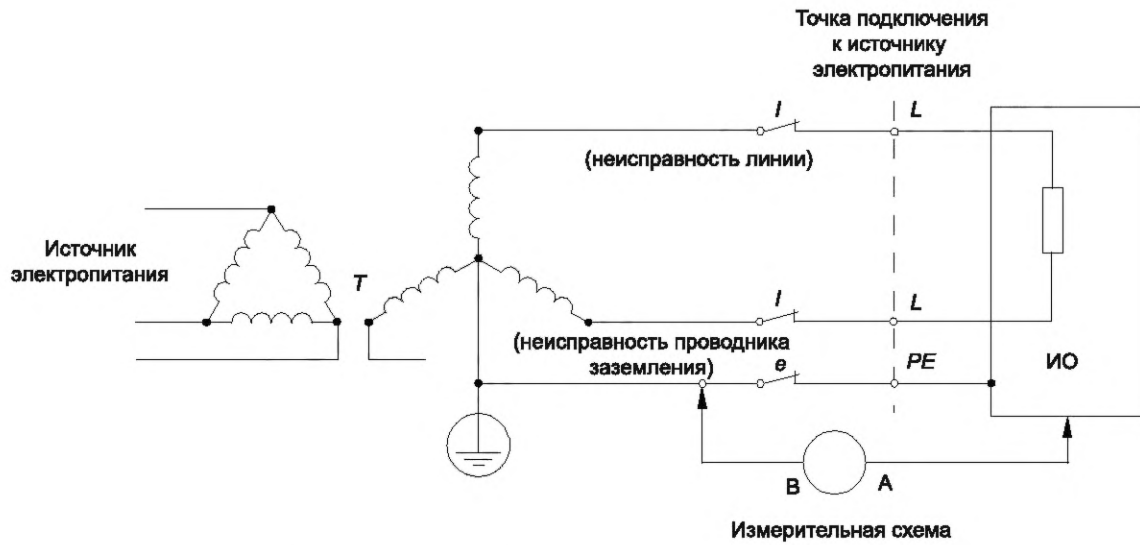 Точка подключения
к источнику
электропитания
l
L
(неисправность линии)
Источник
электропитания
T
l
L
(неисправность проводника
заземления)
e
PE
ИО
B
A
Измерительная схема